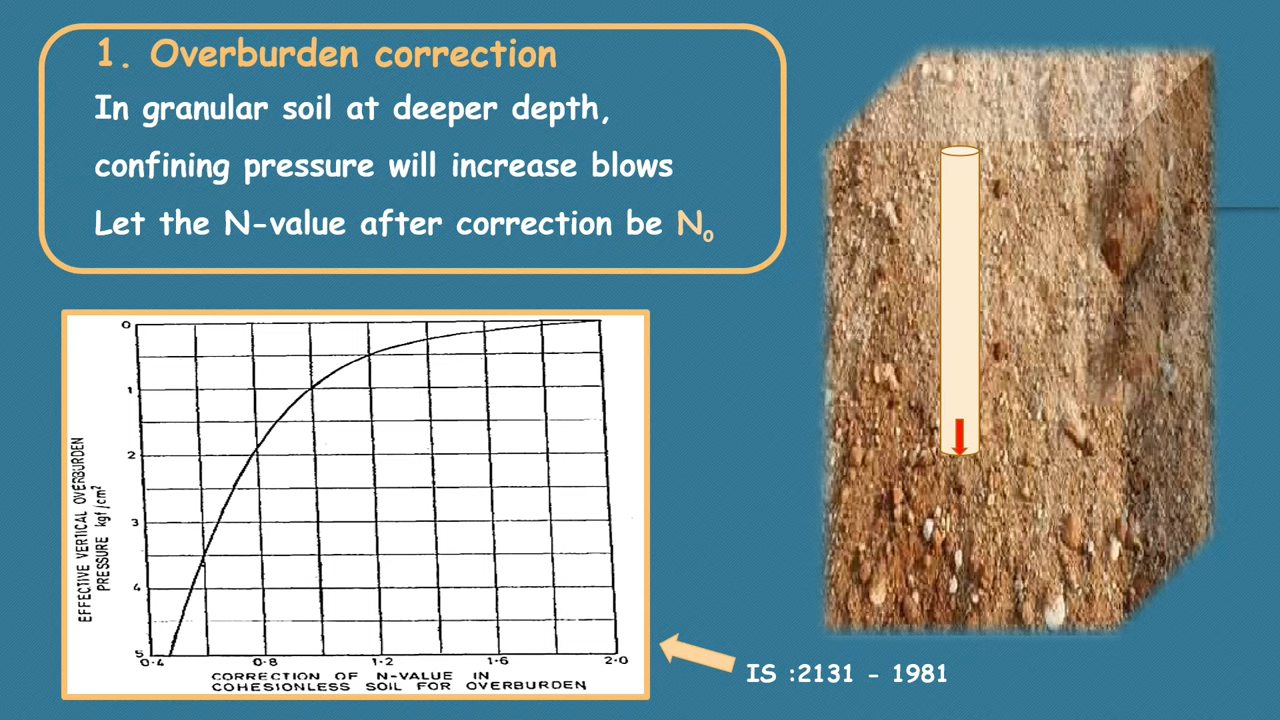 1. Overburden correction
In granular soil at deeper depth,
confining pressure will increase blows
Let the N-value after correction be N₀
EFFECTIVE VERTICAL OVERBURDEN
PRESSURE kgf/cm²
0
1
2
3
4
5
0·4 0·8 1·2 1·6 2·0
CORRECTION OF N-VALUE IN
COHESIONLESS SOIL FOR OVERBURDEN
IS :2131 - 1981